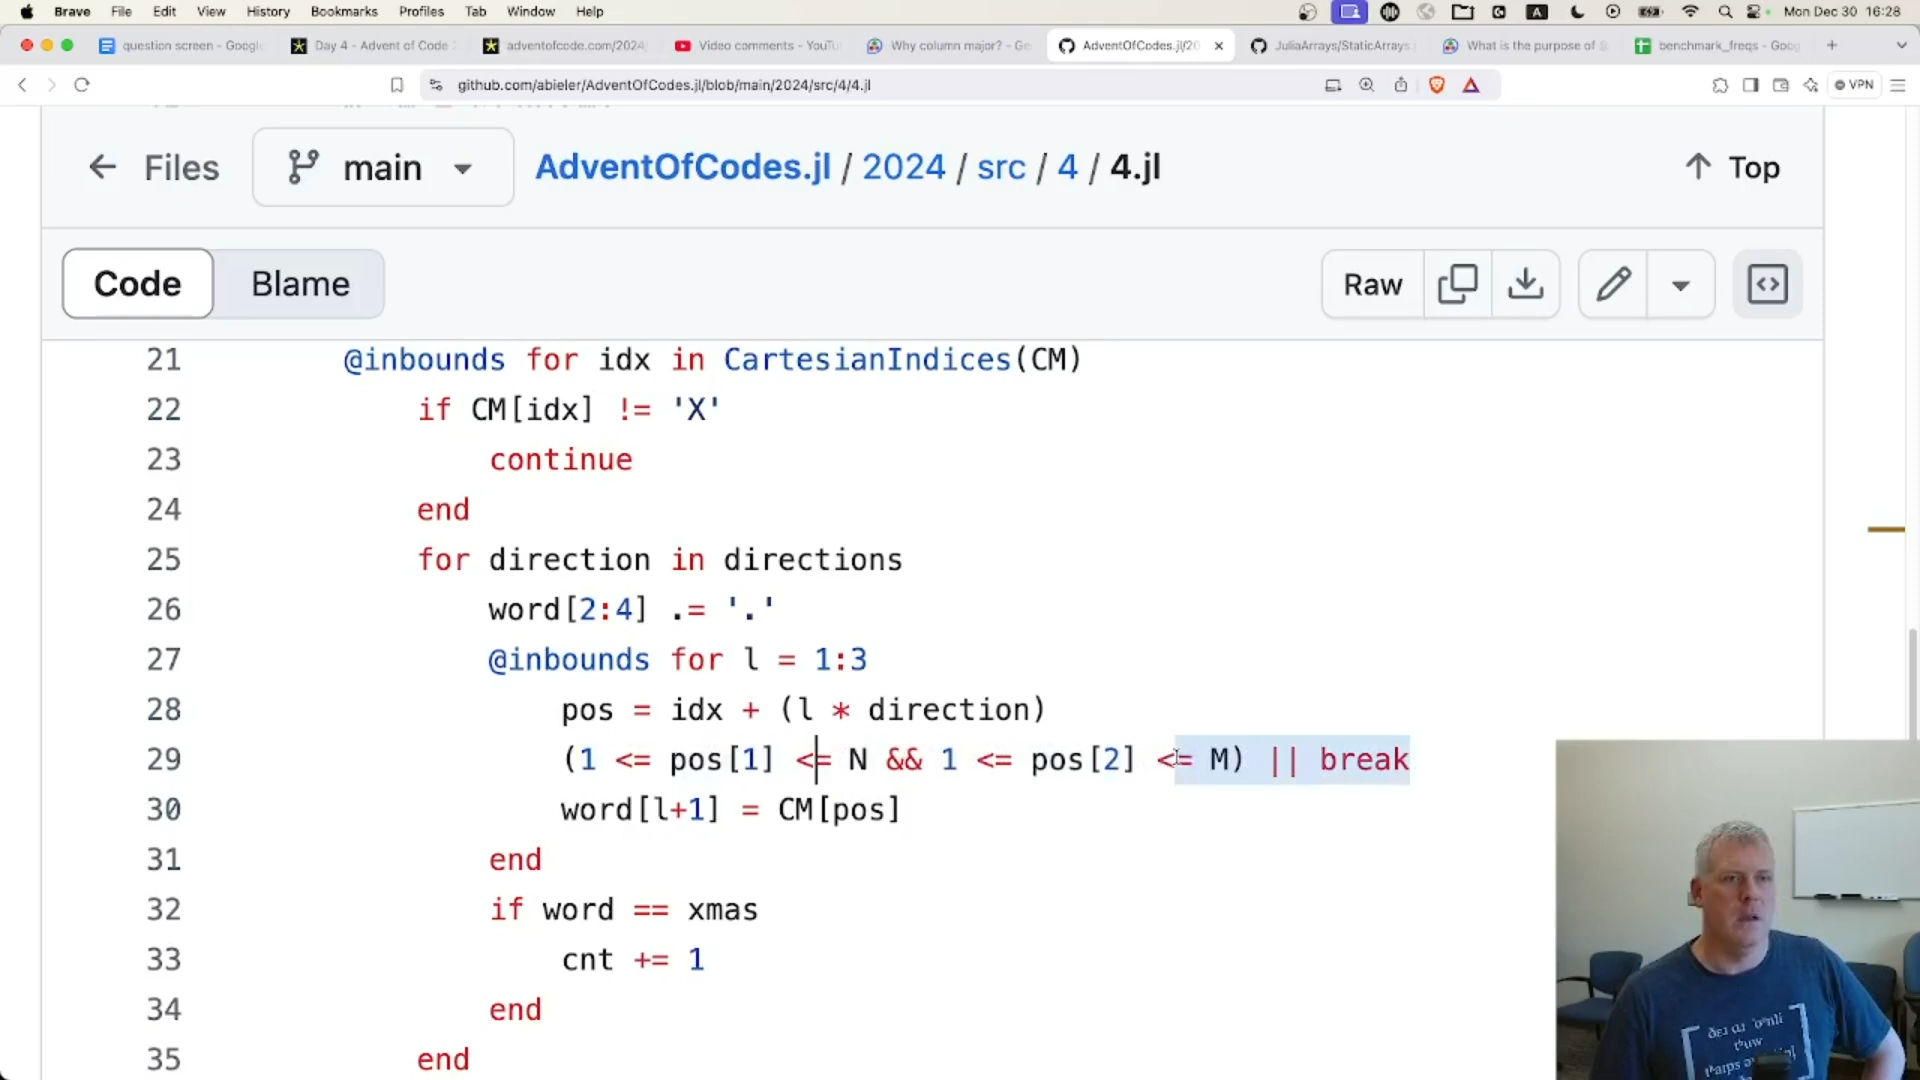 Brave File Edit View History Bookmarks Profiles Tab Window Help Mon Dec 30 16:28
question screen - Google Day 4 - Advent of Code adventofcode.com/2024/ Video comments - YouTu Why column major? - Ge AdventOfCodes.jl/20 JuliaArrays/StaticArrays. What is the purpose of benchmark_freqs - Goog
github.com/abieler/AdventOfCodes.jl/blob/main/2024/src/4/4.jl VPN
Files main AdventOfCodes.jl / 2024 / src / 4 / 4.jl Top
Code Blame Raw
21 @inbounds for idx in CartesianIndices(CM)
22 if CM[idx] != 'X'
23 continue
24 end
25 for direction in directions
26 word[2:4] .= '.'
27 @inbounds for l = 1:3
28 pos = idx + (l * direction)
29 (1 <= pos[1] <= N && 1 <= pos[2] <= M) || break
30 word[l+1] = CM[pos]
31 end
32 if word == xmas
33 cnt += 1
34 end
35 end